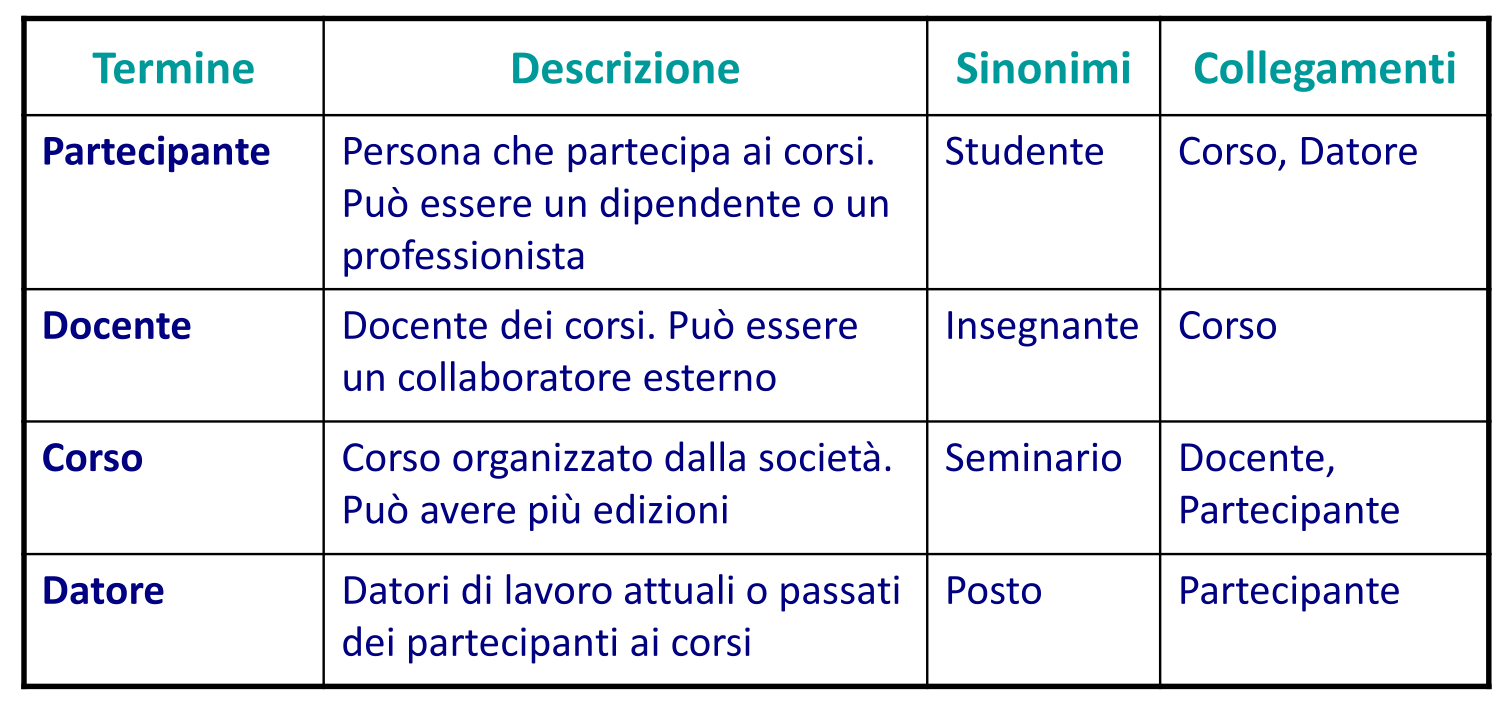 Termine Descrizione Sinonimi Collegamenti
Partecipante Persona che partecipa ai corsi. Studente Corso, Datore
Può essere un dipendente o un
professionista
Docente Docente dei corsi. Può essere Insegnante Corso
un collaboratore esterno
Corso Corso organizzato dalla società. Seminario Docente,
Può avere più edizioni Partecipante
Datore Datori di lavoro attuali o passati Posto Partecipante
dei partecipanti ai corsi